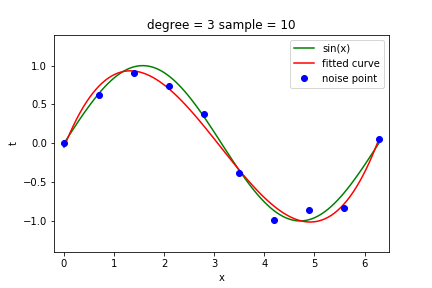 degree = 3 sample = 10
sin(x)
fitted curve
noise point
t
1.0
0.5
0.0
−0.5
−1.0
0 1 2 3 4 5 6
x